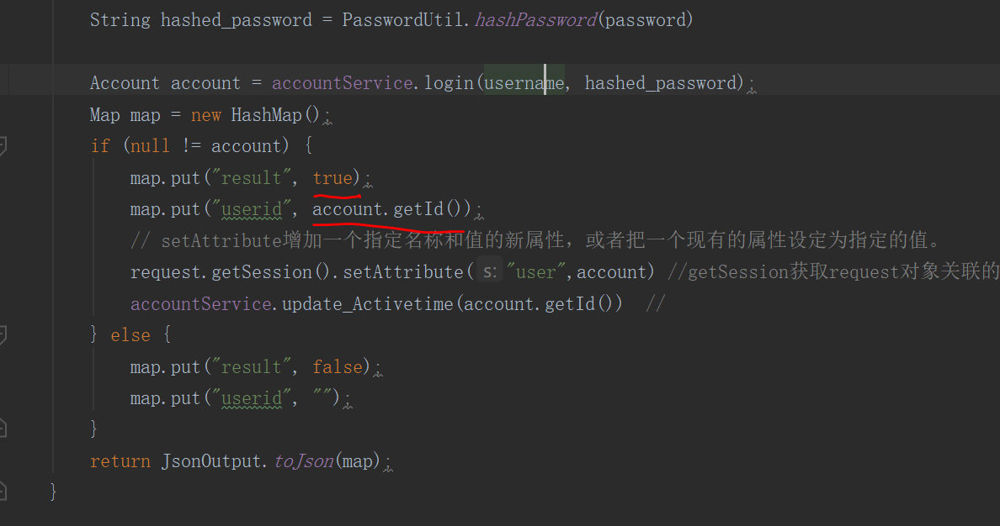 String hashed_password = PasswordUtil.hashPassword(password)
Account account = accountService.login(username, hashed_password);
Map map = new HashMap();
if (null != account) {
map.put("result", true);
map.put("userid", account.getId());
// setAttribute增加一个指定名称和值的新属性，或者把一个现有的属性设定为指定的值。
request.getSession().setAttribute( s: "user",account) //getSession获取request对象关联的
accountService.update_Activetime(account.getId())  //
} else {
map.put("result", false);
map.put("userid", "");
}
return JsonOutput.toJson(map);
}